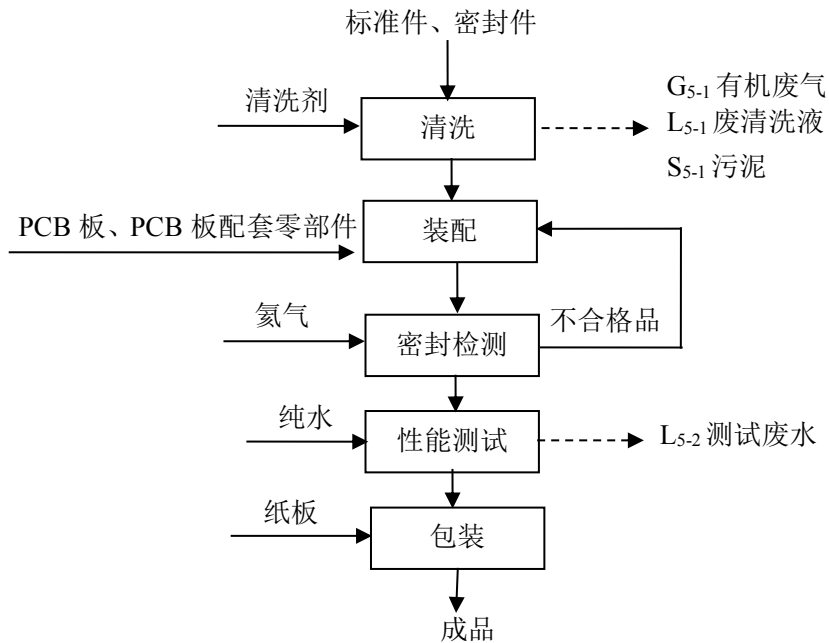 标准件、密封件
清洗剂
清洗
G5-1 有机废气
L5-1 废清洗液
S5-1 污泥
PCB 板、PCB 板配套零部件
装配
氦气
密封检测
不合格品
纯水
性能测试
L5-2 测试废水
纸板
包装
成品